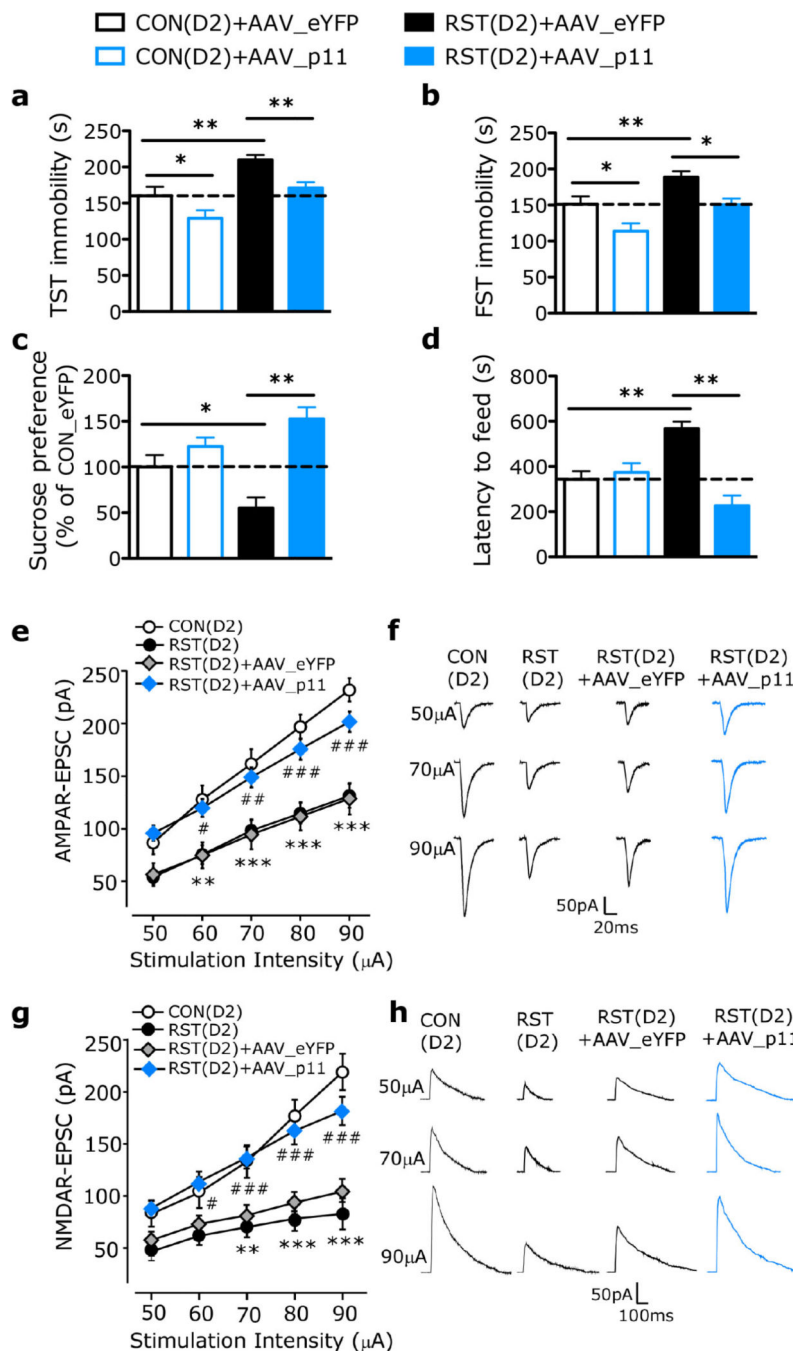 CON(D2)+AAV_eYFP
RST(D2)+AAV_eYFP
CON(D2)+AAV_p11
RST(D2)+AAV_p11
a
TST immobility (s)
250
200
150
100
50
0
*
**
**
b
FST immobility (s)
250
200
150
100
50
0
*
**
*
c
Sucrose preference
(% of CON_eYFP)
200
150
100
50
0
*
**
d
Latency to feed (s)
800
600
400
200
0
**
**
e
CON(D2)
RST(D2)
RST(D2)+AAV_eYFP
RST(D2)+AAV_p11
AMPAR-EPSC (pA)
250
200
150
100
50
# ## ### ###
** *** *** ***
50 60 70 80 90
Stimulation Intensity (μA)
f
CON
(D2)
RST
(D2)
RST(D2)
+AAV_eYFP
RST(D2)
+AAV_p11
50μA
70μA
90μA
50pA
20ms
g
CON(D2)
RST(D2)
RST(D2)+AAV_eYFP
RST(D2)+AAV_p11
NMDAR-EPSC (pA)
250
200
150
100
50
# ### ### ###
** *** ***
50 60 70 80 90
Stimulation Intensity (μA)
h
CON
(D2)
RST
(D2)
RST(D2)
+AAV_eYFP
RST(D2)
+AAV_p11
50μA
70μA
90μA
50pA
100ms